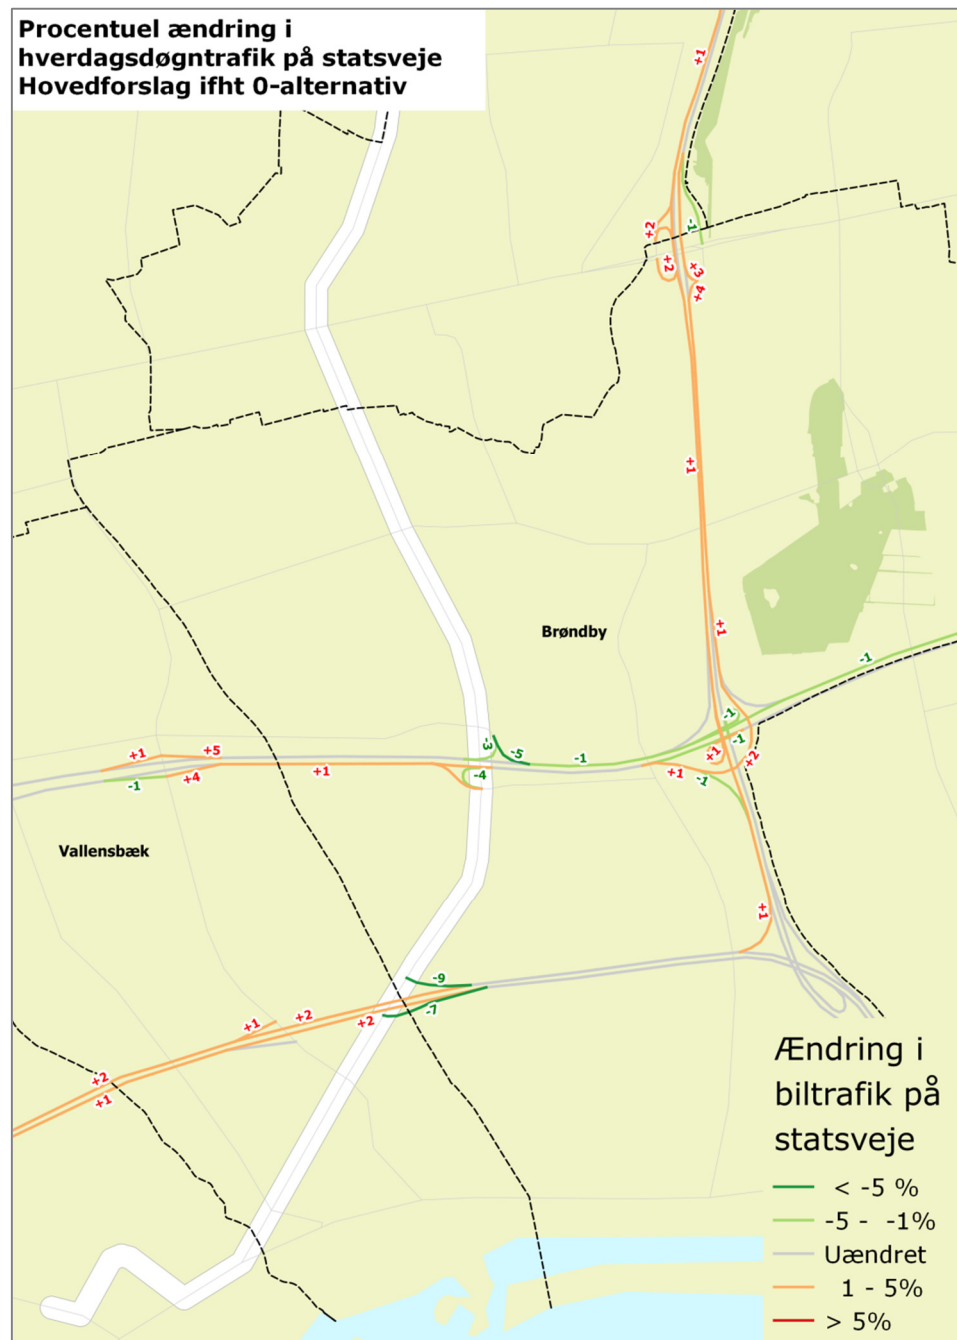 Procentuel ændring i
hverdagsdøgntrafik på statsveje
Hovedforslag ifht 0-alternativ
+1
+2
-1
+2
+3
+4
+1
Brøndby
+1
-1
-1
-3
-5
+1
+5
-1
-1
+1
+2
+4
+1
-4
+1
-1
-1
Vallensbæk
+1
-9
-7
+2
+1
+2
+2
+1
Ændring i
biltrafik på
statsveje
< -5 %
-5 - -1%
Uændret
1 - 5%
> 5%